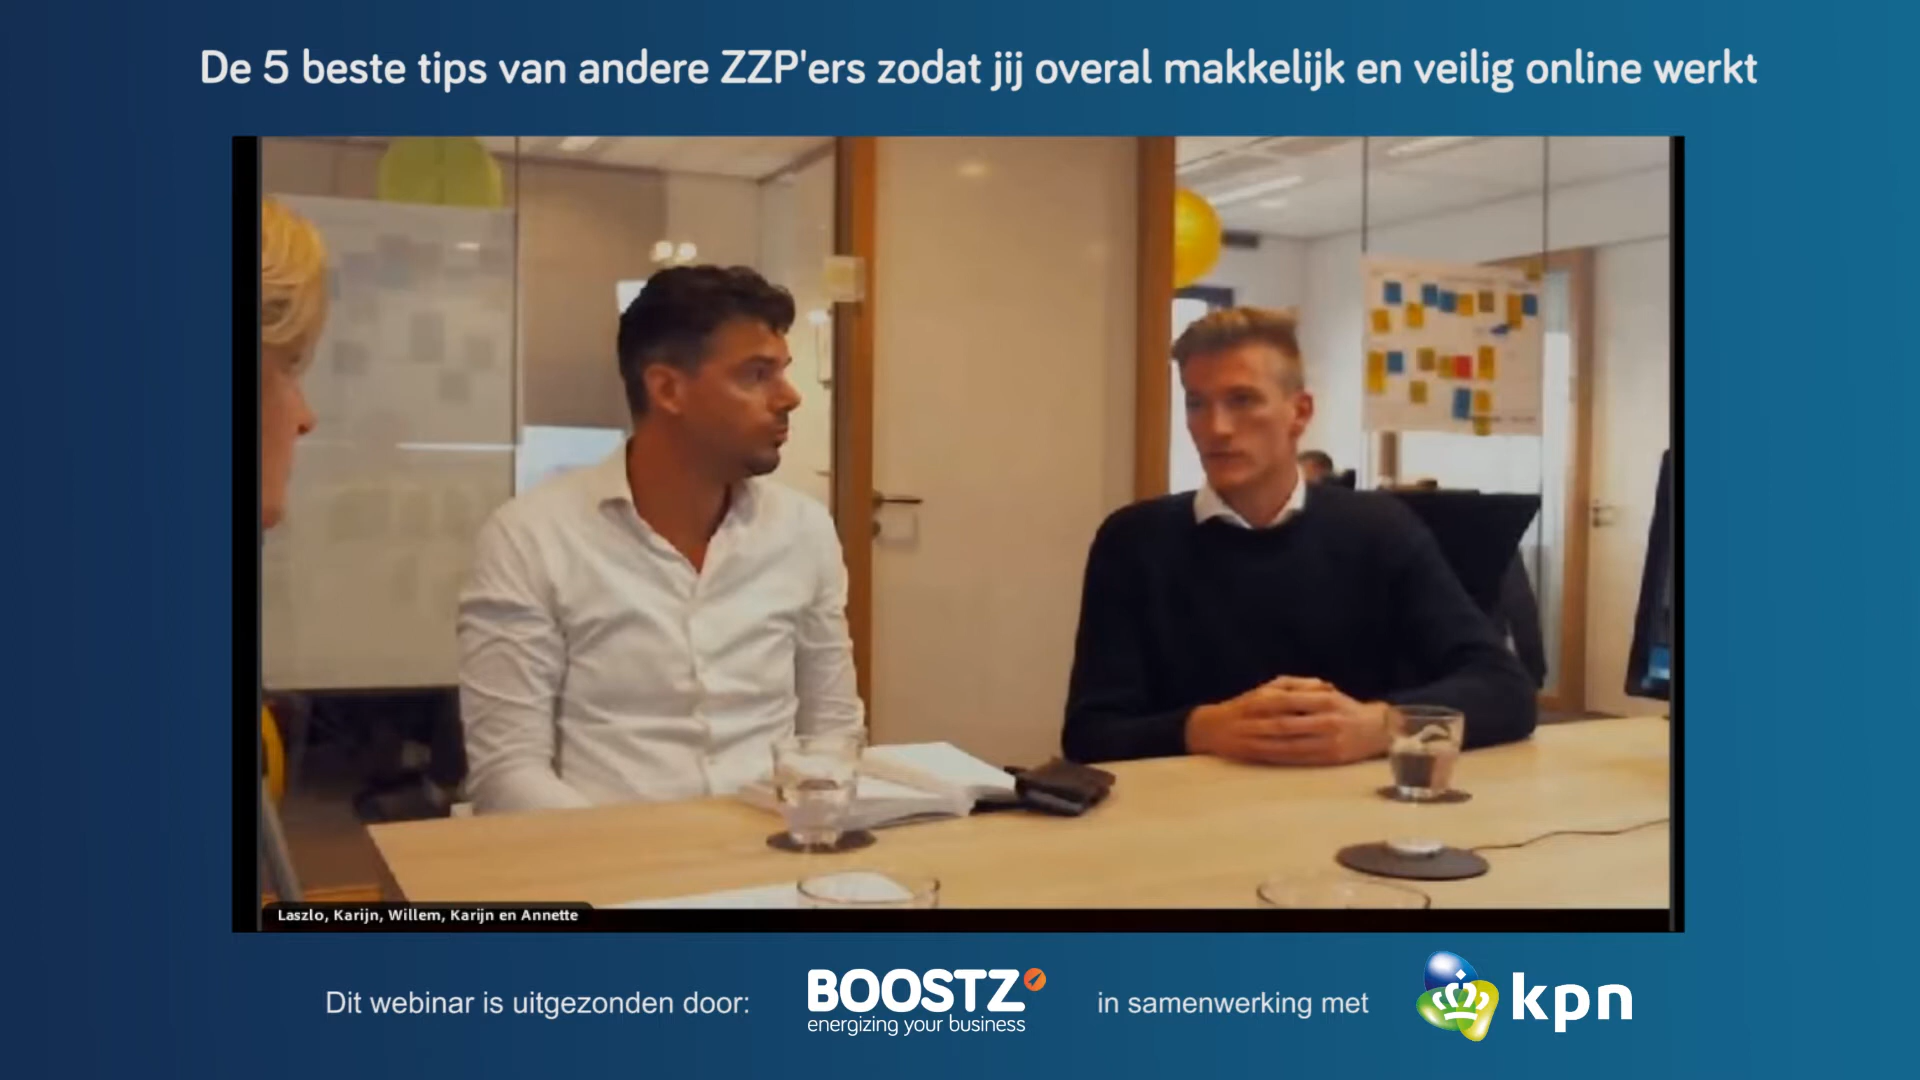 De 5 beste tips van andere ZZP'ers zodat jij overal makkelijk en veilig online werkt
Laszlo, Karijn, Willem, Karijn en Annette
Dit webinar is uitgezonden door:
BOOSTZ
energizing your business
in samenwerking met
kpn